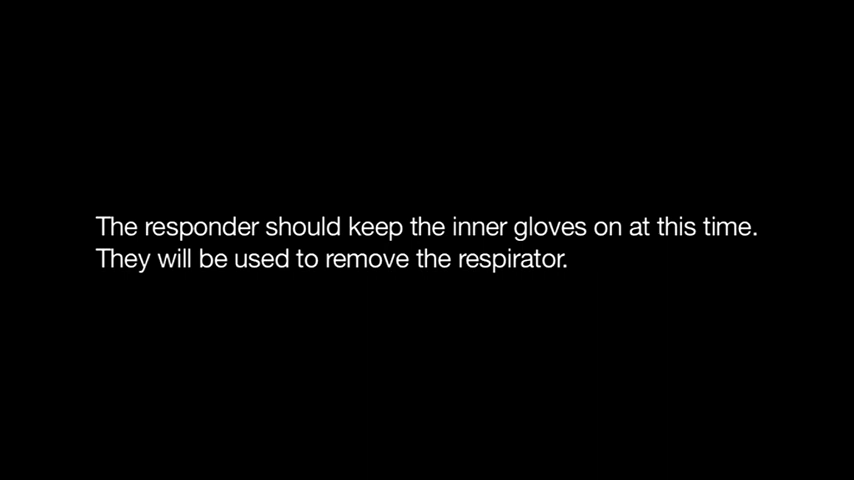 The responder should keep the inner gloves on at this time.
They will be used to remove the respirator.